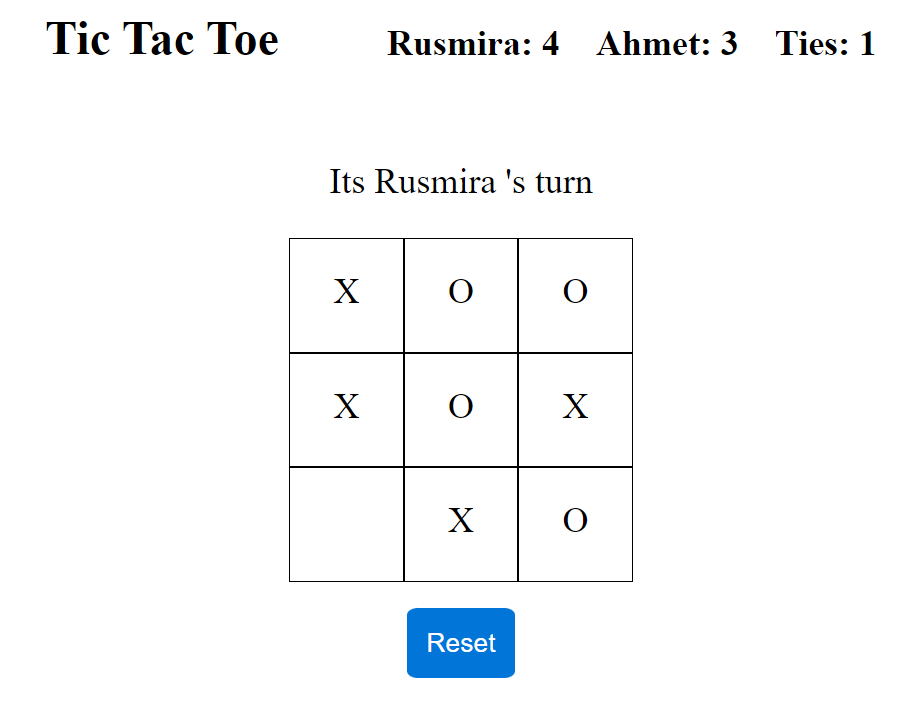 Tic Tac Toe Rusmira: 4 Ahmet: 3 Ties: 1
Its Rusmira 's turn
X O O
X O X
X O
Reset